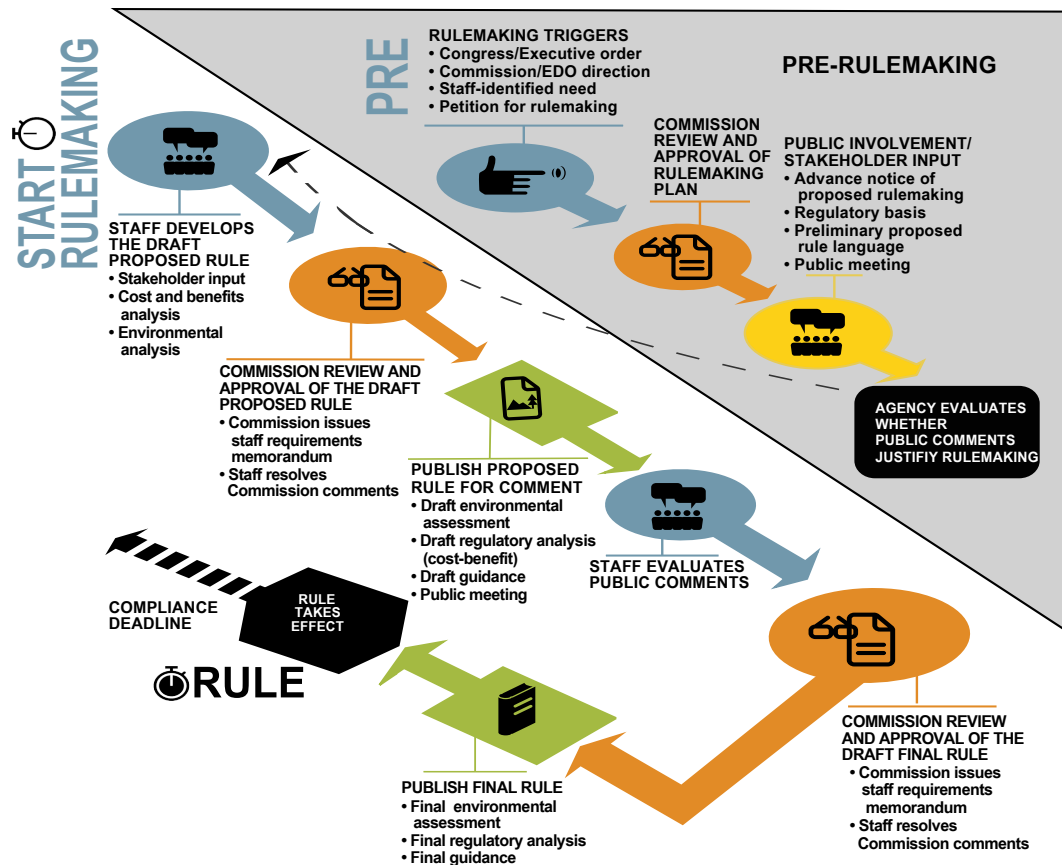 PRE
RULEMAKING TRIGGERS
• Congress/Executive order
• Commission/EDO direction
• Staff-identified need
• Petition for rulemaking
PRE-RULEMAKING
COMMISSION
REVIEW AND
APPROVAL OF
RULEMAKING
PLAN
PUBLIC INVOLVEMENT/
STAKEHOLDER INPUT
• Advance notice of
proposed rulemaking
• Regulatory basis
• Preliminary proposed
rule language
• Public meeting
AGENCY EVALUATES
WHETHER
PUBLIC COMMENTS
JUSTIFIY RULEMAKING
START
RULEMAKING
STAFF DEVELOPS
THE DRAFT
PROPOSED RULE
• Stakeholder input
• Cost and benefits
analysis
• Environmental
analysis
COMMISSION REVIEW AND
APPROVAL OF THE DRAFT
PROPOSED RULE
• Commission issues
staff requirements
memorandum
• Staff resolves
Commission comments
PUBLISH PROPOSED
RULE FOR COMMENT
• Draft environmental
assessment
• Draft regulatory analysis
(cost-benefit)
• Draft guidance
• Public meeting
STAFF EVALUATES
PUBLIC COMMENTS
COMMISSION REVIEW
AND APPROVAL OF THE
DRAFT FINAL RULE
• Commission issues
staff requirements
memorandum
• Staff resolves
Commission comments
PUBLISH FINAL RULE
• Final environmental
assessment
• Final regulatory analysis
• Final guidance
RULE
TAKES
EFFECT
RULE
COMPLIANCE
DEADLINE